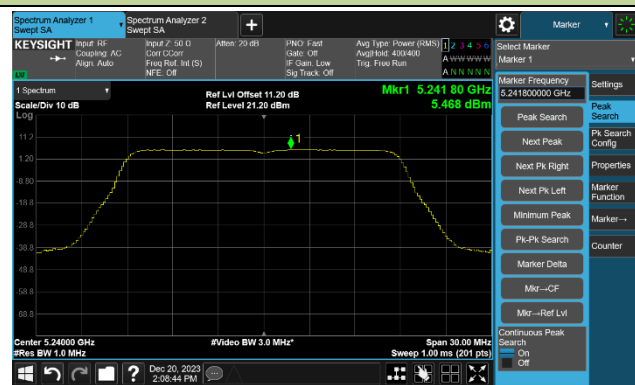 Spectrum Analyzer 1
Swept SA
Spectrum Analyzer 2
Swept SA
Marker
KEYSIGHT
Input: RF
Coupling: AC
Align: Auto
Input Z: 50 Ω
Corr CCorr
Freq Ref: Int (S)
NFE: Off
Atten: 20 dB
PNO: Fast
Gate: Off
IF Gain: Low
Sig Track: Off
Avg Type: Power (RMS)
Avg|Hold: 400/400
Trig: Free Run
1 2 3 4 5 6
A W W W W W
A N N N N N
Select Marker
Marker 1
1 Spectrum
Scale/Div 10 dB
Log
Ref Lvl Offset 11.20 dB
Ref Level 21.20 dBm
Mkr1 5.241 80 GHz
5.468 dBm
11.2
1.20
-8.80
-18.8
-28.8
-38.8
-48.8
-58.8
-68.8
1
Center 5.24000 GHz
#Res BW 1.0 MHz
#Video BW 3.0 MHz*
Span 30.00 MHz
Sweep 1.00 ms (201 pts)
Marker Frequency
5.241800000 GHz
Peak Search
Next Peak
Next Pk Right
Next Pk Left
Minimum Peak
Pk-Pk Search
Marker Delta
Mkr→CF
Mkr→Ref Lvl
Continuous Peak
Search
On
Off
Settings
Peak
Search
Pk Search
Config
Properties
Marker
Function
Marker→
Counter
Dec 20, 2023
2:08:44 PM